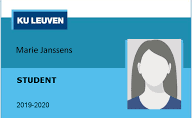 KU LEUVEN
Marie Janssens
STUDENT
2019-2020